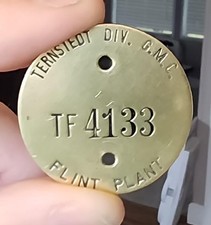 TERNSTEDT DIV. G.M.C.
TF 4133
FLINT PLANT